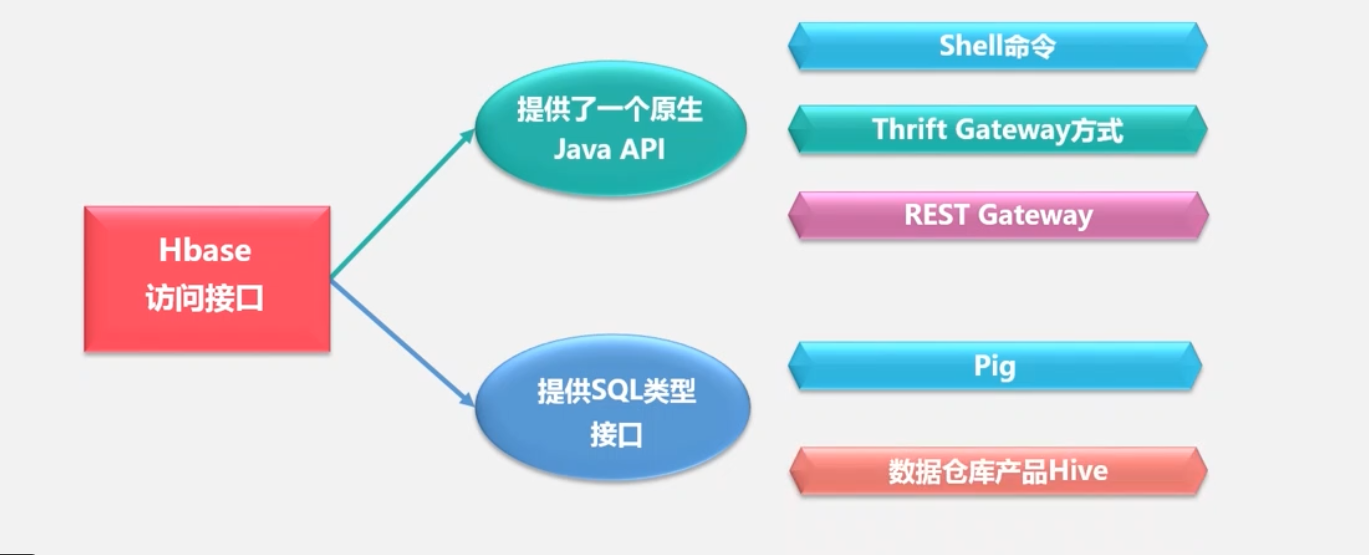 Hbase
访问接口
提供了一个原生
Java API
Shell命令
Thrift Gateway方式
REST Gateway
提供SQL类型
接口
Pig
数据仓库产品Hive